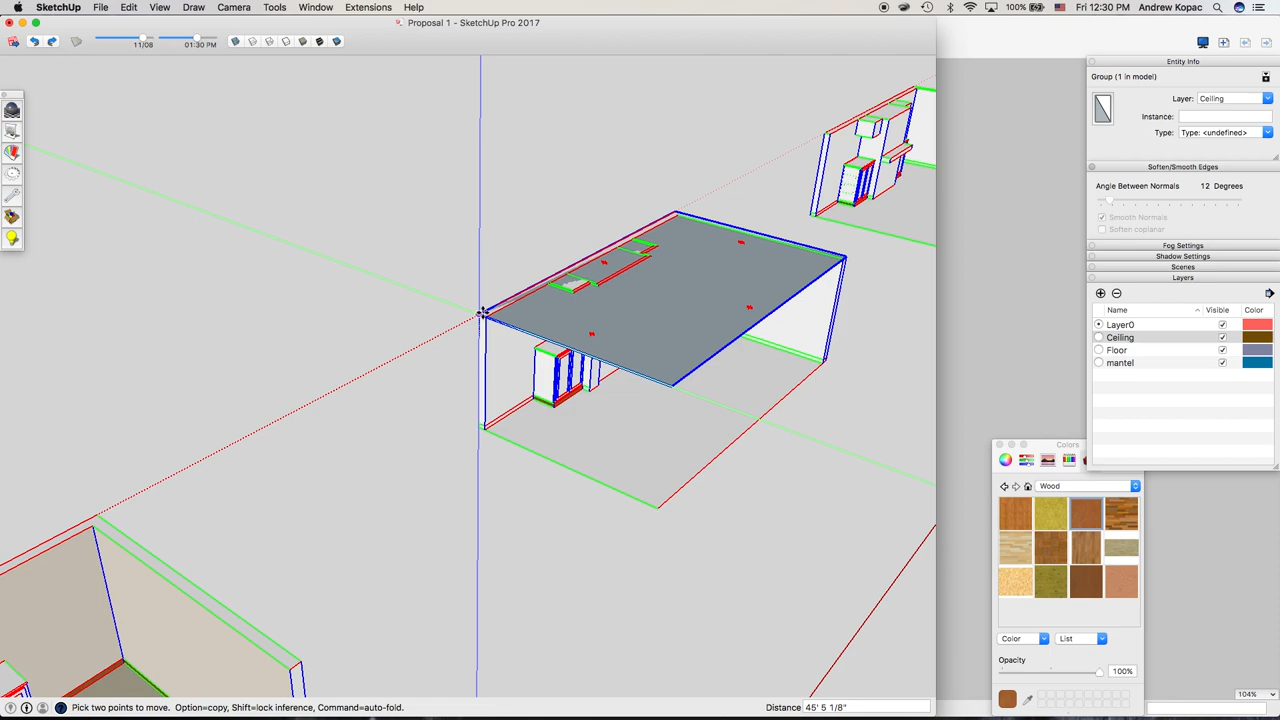 SketchUp File Edit View Camera Draw Tools Window Extensions Help
100% Fri 12:30 PM Andrew Kopac
Proposal 1 - SketchUp Pro 2017
11/08 01:30 PM
Entity Info
Group (1 in model)
Layer: Ceiling
Instance:
Type: Type: <undefined>
Soften/Smooth Edges
Angle Between Normals 12 Degrees
Smooth Normals
Soften coplanar
Fog Settings
Shadow Settings
Scenes
Layers
Name Visible Color
Layer0
Ceiling
Floor
mantel
Colors
Wood
Color List
Opacity
100%
104%
Pick two points to move. Option=copy, Shift=lock inference, Command=auto-fold.
Distance 45' 5 1/8"